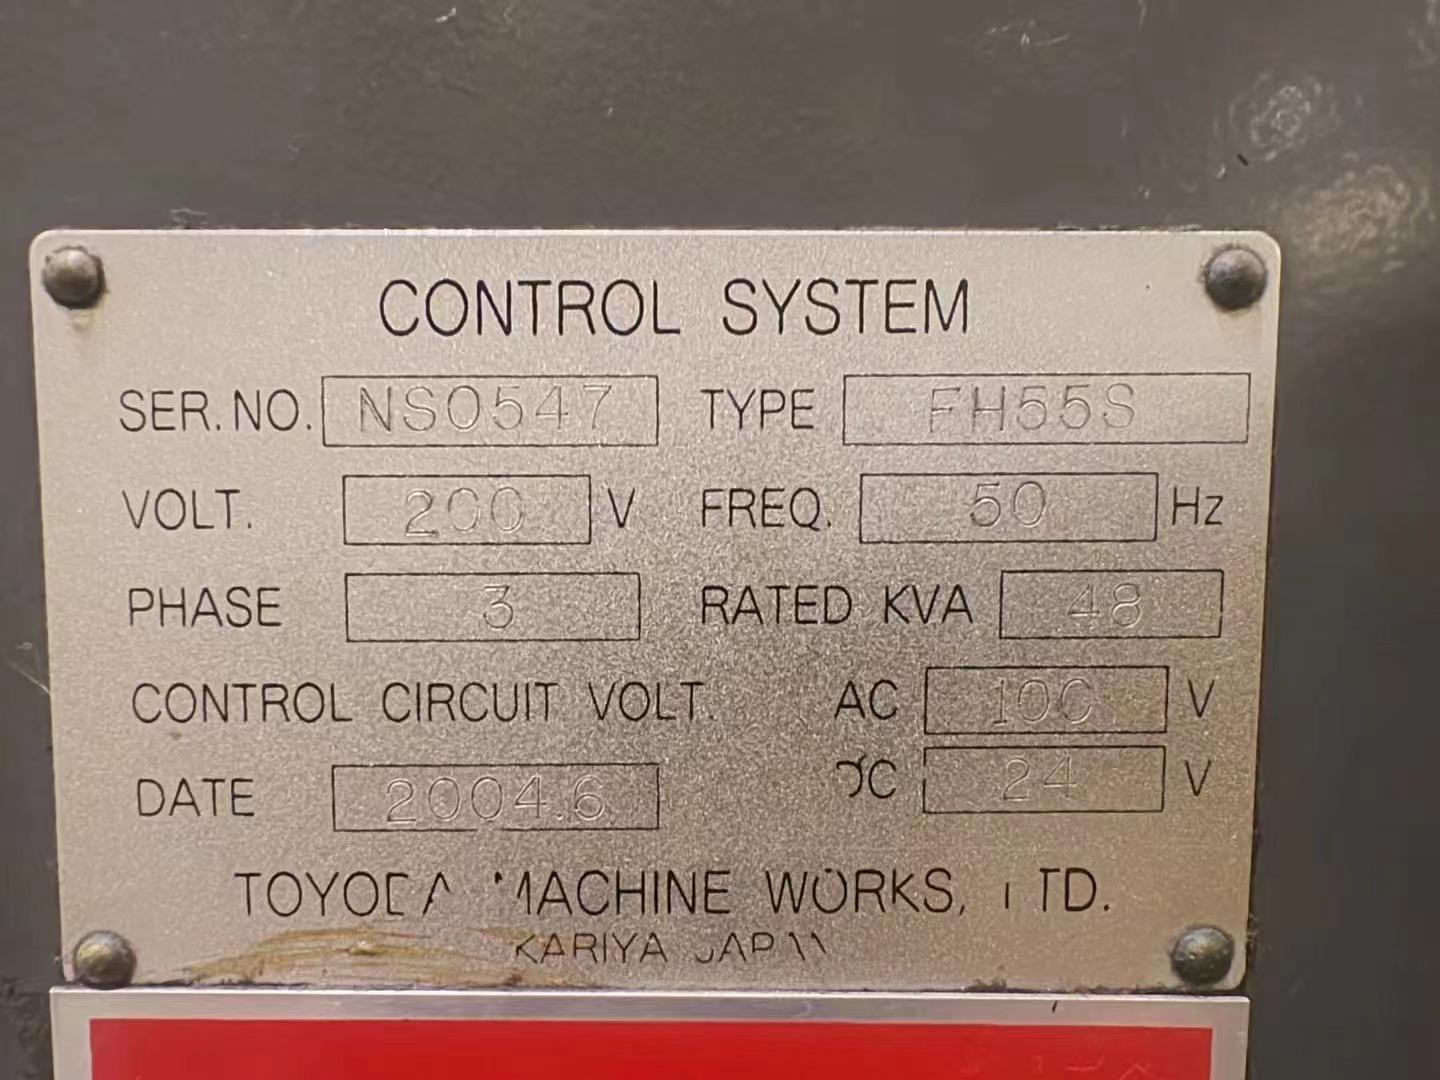 CONTROL SYSTEM
SER.NO. NS0547 TYPE FH55S
VOLT. 200 V FREQ. 50 Hz
PHASE 3 RATED KVA 48
CONTROL CIRCUIT VOLT. AC 100 V
DC 24 V
DATE 2004.6
TOYODA MACHINE WORKS, LTD.
KARIYA JAPAN